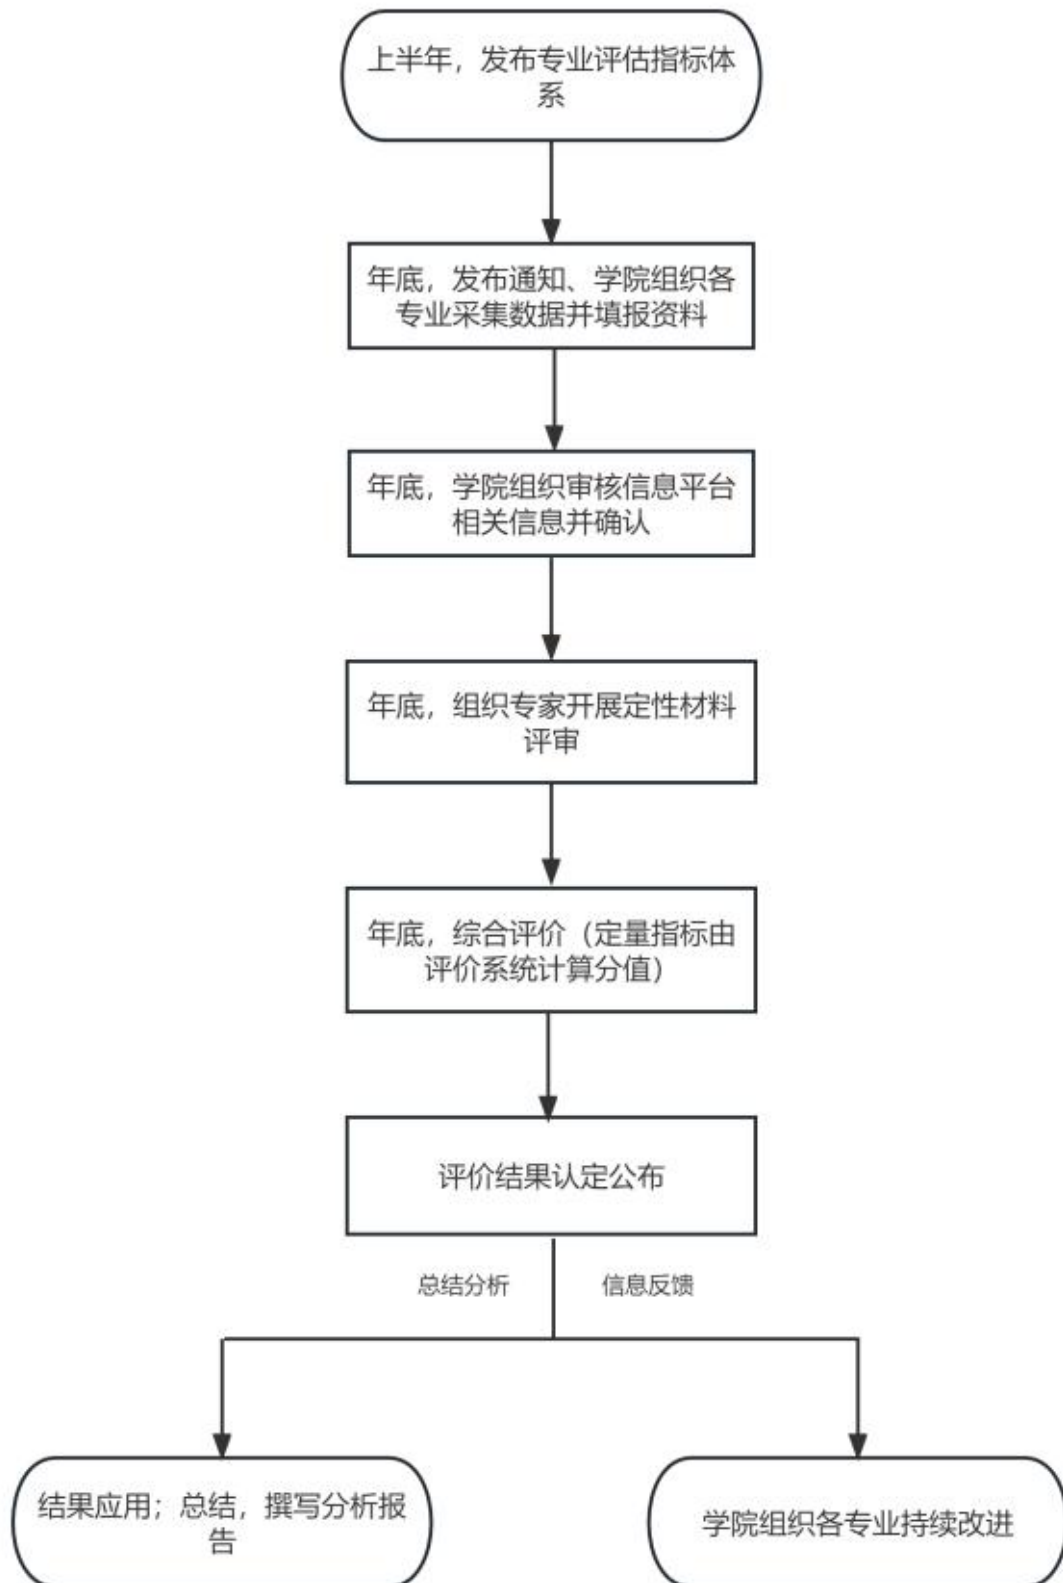 上半年，发布专业评估指标体
系
年底，发布通知、学院组织各
专业采集数据并填报资料
年底，学院组织审核信息平台
相关信息并确认
年底，组织专家开展定性材料
评审
年底，综合评价（定量指标由
评价系统计算分值）
评价结果认定公布
总结分析
信息反馈
结果应用；总结，撰写分析报
告
学院组织各专业持续改进